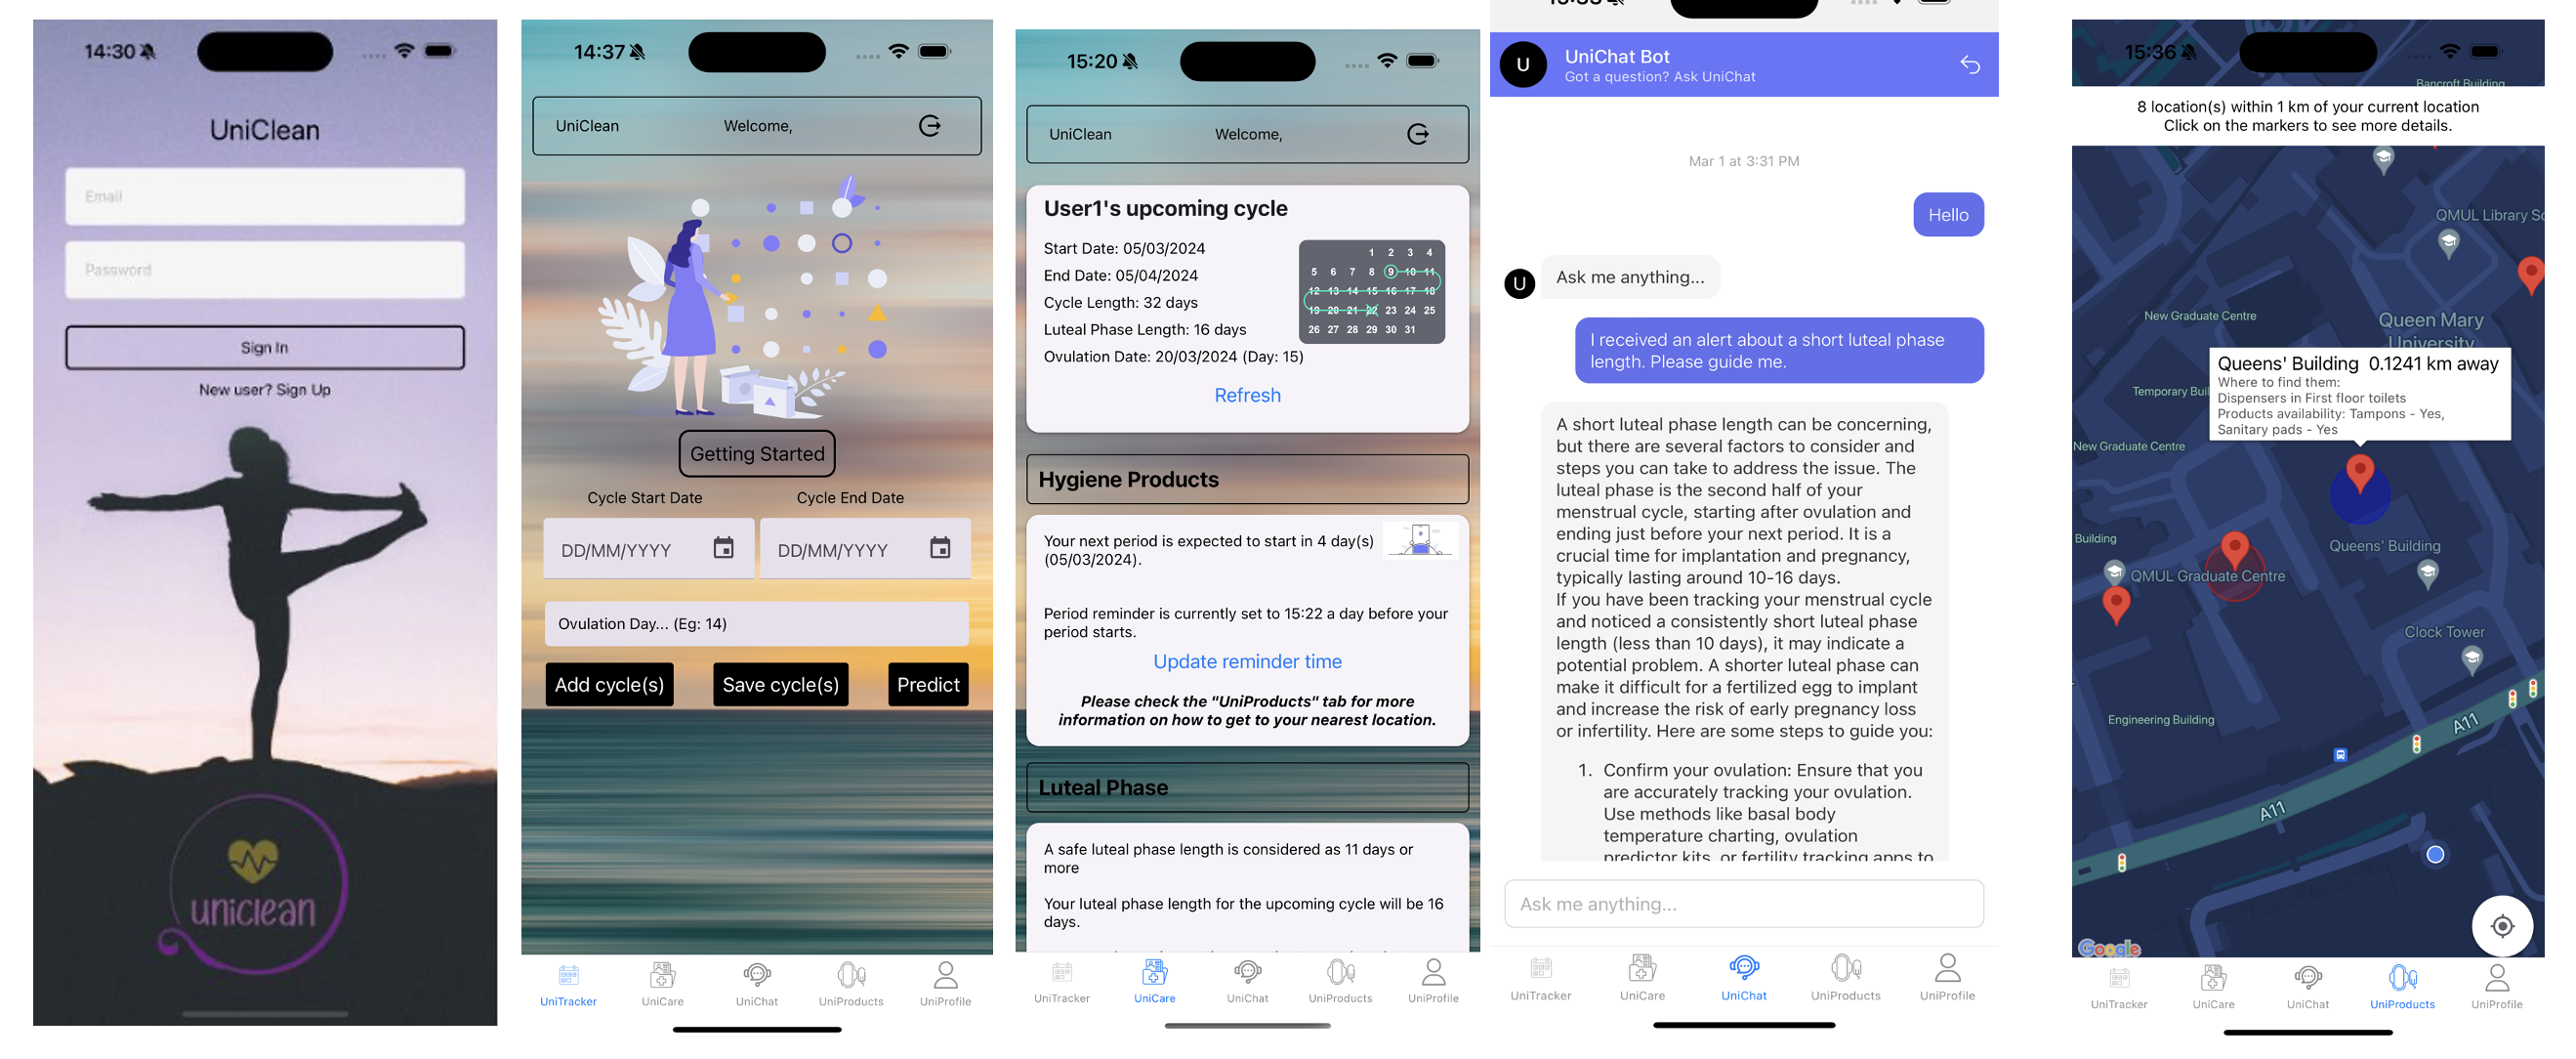 14:30
UniClean
Email
Password
Sign In
New user? Sign Up
uniclean
14:37
UniClean Welcome,
Getting Started
Cycle Start Date Cycle End Date
DD/MM/YYYY DD/MM/YYYY
Ovulation Day... (Eg: 14)
Add cycle(s) Save cycle(s) Predict
UniTracker UniCare UniChat UniProducts UniProfile
15:20
UniClean Welcome,
User1's upcoming cycle
Start Date: 05/03/2024
End Date: 05/04/2024
Cycle Length: 32 days
Luteal Phase Length: 16 days
Ovulation Date: 20/03/2024 (Day: 15)
1 2 3 4
5 6 7 8 9 10 11
12 13 14 15 16 17 18
19 20 21 22 23 24 25
26 27 28 29 30 31
Refresh
Hygiene Products
Your next period is expected to start in 4 day(s)
(05/03/2024).
Period reminder is currently set to 15:22 a day before your
period starts.
Update reminder time
Please check the "UniProducts" tab for more
information on how to get to your nearest location.
Luteal Phase
A safe luteal phase length is considered as 11 days or
more
Your luteal phase length for the upcoming cycle will be 16
days.
UniTracker UniCare UniChat UniProducts UniProfile
U
UniChat Bot
Got a question? Ask UniChat
Mar 1 at 3:31 PM
Hello
U
Ask me anything...
I received an alert about a short luteal phase
length. Please guide me.
A short luteal phase length can be concerning,
but there are several factors to consider and
steps you can take to address the issue. The
luteal phase is the second half of your
menstrual cycle, starting after ovulation and
ending just before your next period. It is a
crucial time for implantation and pregnancy,
typically lasting around 10-16 days.
If you have been tracking your menstrual cycle
and noticed a consistently short luteal phase
length (less than 10 days), it may indicate a
potential problem. A shorter luteal phase can
make it difficult for a fertilized egg to implant
and increase the risk of early pregnancy loss
or infertility. Here are some steps to guide you:
1. Confirm your ovulation: Ensure that you
are accurately tracking your ovulation.
Use methods like basal body
temperature charting, ovulation
predictor kits, or fertility tracking apps to
Ask me anything...
UniTracker UniCare UniChat UniProducts UniProfile
15:36
Bancroft Building
8 location(s) within 1 km of your current location
Click on the markers to see more details.
QMUL Library Sc
New Graduate Centre
Queen Mary
University
Queens' Building 0.1241 km away
Where to find them:
Dispensers in First floor toilets
Products availability: Tampons - Yes,
Sanitary pads - Yes
Temporary Buil
New Graduate Centre
Building
Queens' Building
QMUL Graduate Centre
Clock Tower
Engineering Building
A11
A11
Google
UniTracker UniCare UniChat UniProducts UniProfile